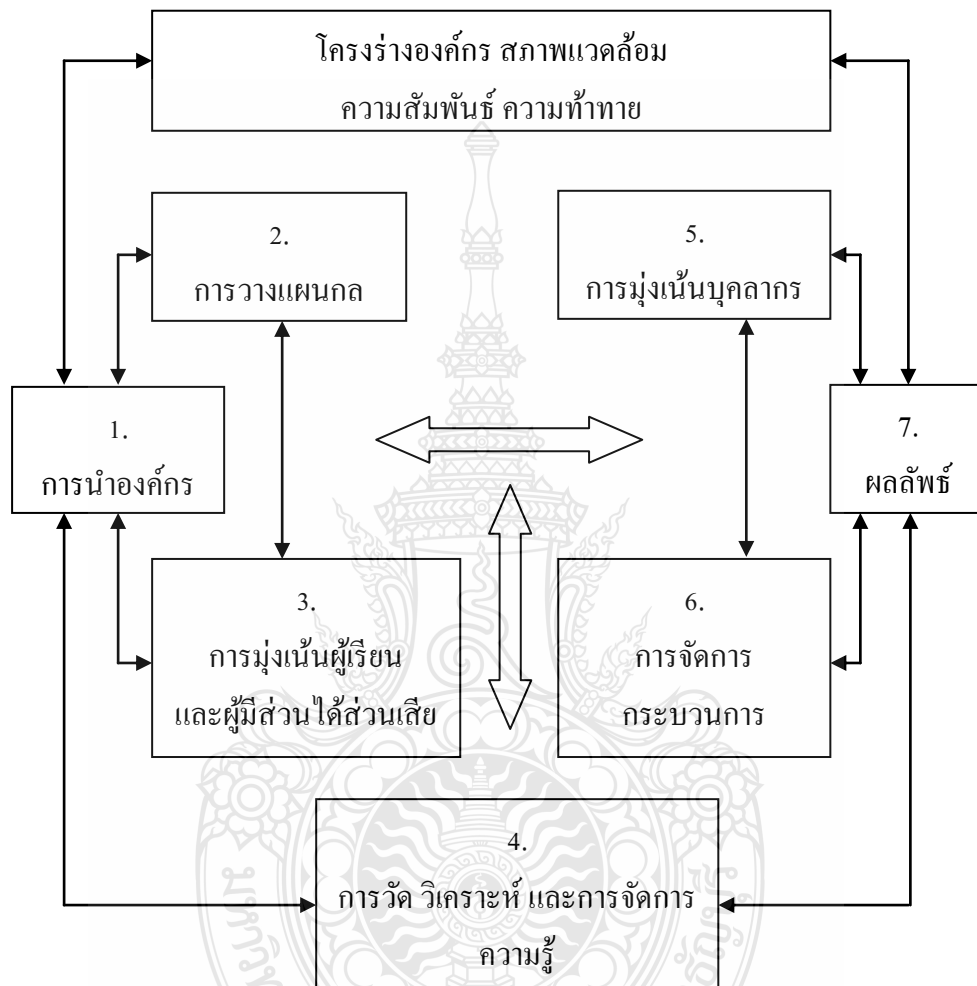 โครงร่างองค์กร สภาพแวดล้อม
ความสัมพันธ์ ความท้าทาย
2.
การวางแผนกล
5.
การมุ่งเน้นบุคลากร
1.
การนำองค์กร
7.
ผลลัพธ์
3.
การมุ่งเน้นผู้เรียน
และผู้มีส่วนได้ส่วนเสีย
6.
การจัดการ
กระบวนการ
4.
การวัด วิเคราะห์ และการจัดการ
ความรู้